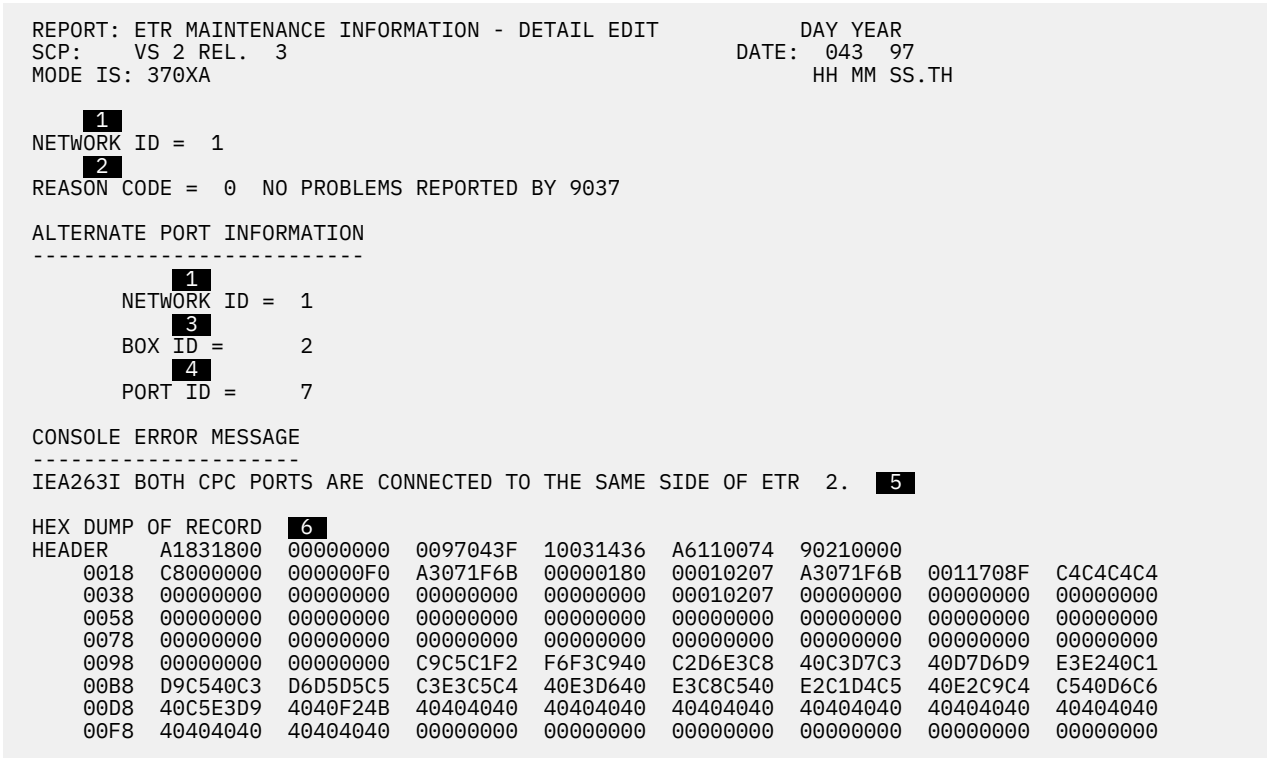 REPORT: ETR MAINTENANCE INFORMATION - DETAIL EDIT           DAY YEAR
SCP:    VS 2 REL.  3                                   DATE:  043  97
MODE IS: 370XA                                               HH MM SS.TH
1
NETWORK ID =  1
2
REASON CODE =  0  NO PROBLEMS REPORTED BY 9037
ALTERNATE PORT INFORMATION
--------------------------
1
NETWORK ID =  1
3
BOX ID =      2
4
PORT ID =     7
CONSOLE ERROR MESSAGE
---------------------
IEA263I BOTH CPC PORTS ARE CONNECTED TO THE SAME SIDE OF ETR  2.  5
HEX DUMP OF RECORD  6
HEADER    A1831800  00000000  0097043F  10031436  A6110074  90210000
0018  C8000000  000000F0  A3071F6B  00000180  00010207  A3071F6B  0011708F  C4C4C4C4
0038  00000000  00000000  00000000  00000000  00010207  00000000  00000000  00000000
0058  00000000  00000000  00000000  00000000  00000000  00000000  00000000  00000000
0078  00000000  00000000  00000000  00000000  00000000  00000000  00000000  00000000
0098  00000000  00000000  C9C5C1F2  F6F3C940  C2D6E3C8  40C3D7C3  40D7D6D9  E3E240C1
00B8  D9C540C3  D6D5D5C5  C3E3C5C4  40E3D640  E3C8C540  E2C1D4C5  40E2C9C4  C540D6C6
00D8  40C5E3D9  4040F24B  40404040  40404040  40404040  40404040  40404040  40404040
00F8  40404040  40404040  00000000  00000000  00000000  00000000  00000000  00000000